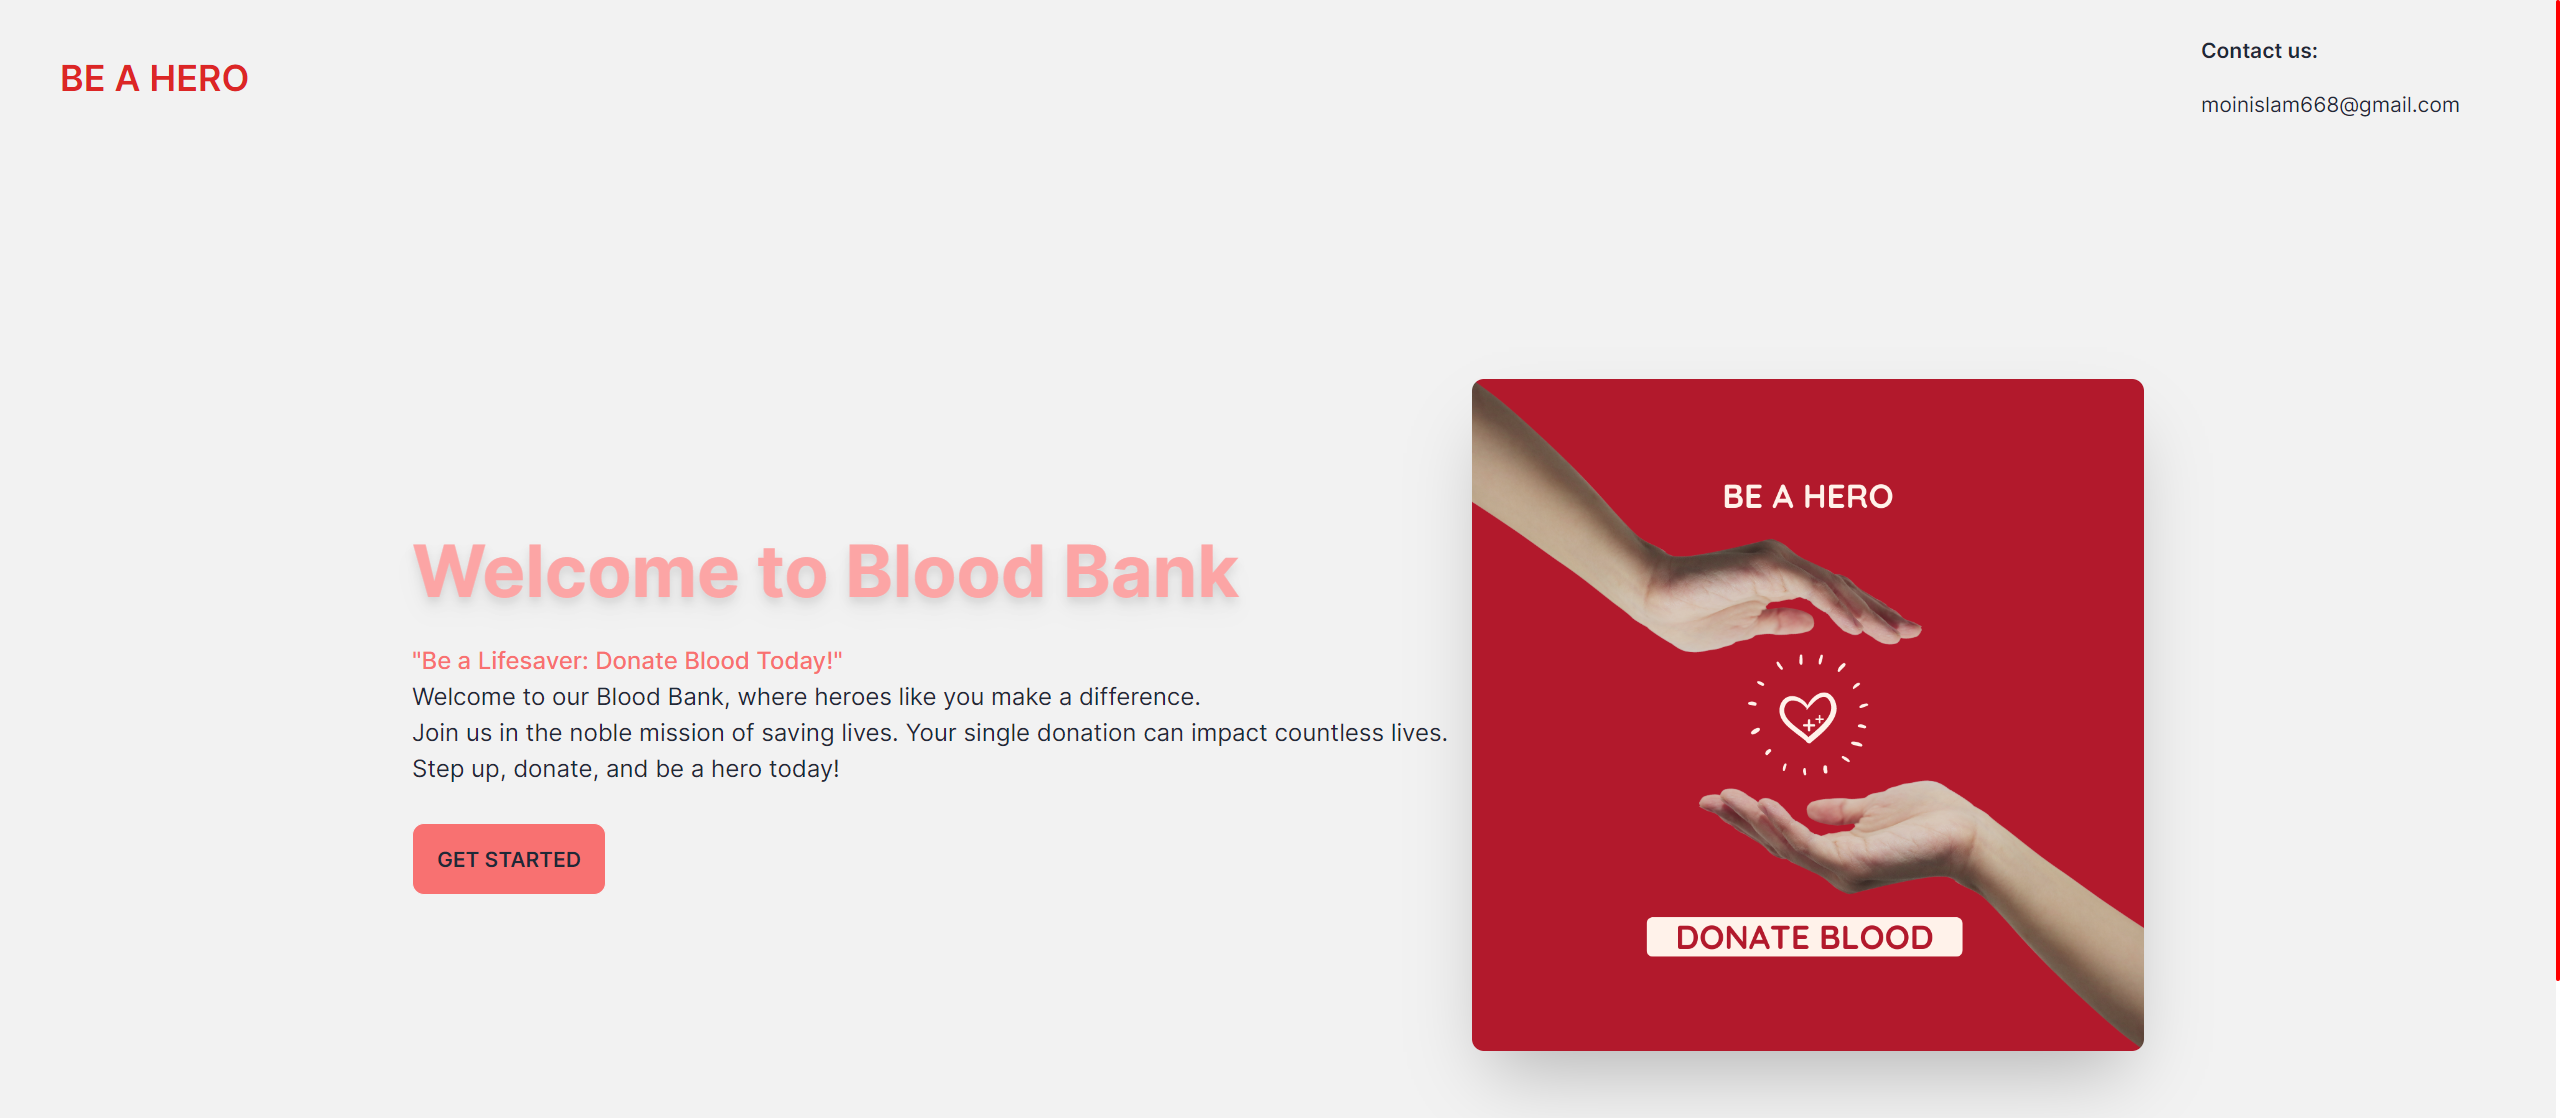 BE A HERO
Contact us:
moinislam668@gmail.com
Welcome to Blood Bank
"Be a Lifesaver: Donate Blood Today!"
Welcome to our Blood Bank, where heroes like you make a difference.
Join us in the noble mission of saving lives. Your single donation can impact countless lives.
Step up, donate, and be a hero today!
GET STARTED
BE A HERO
DONATE BLOOD